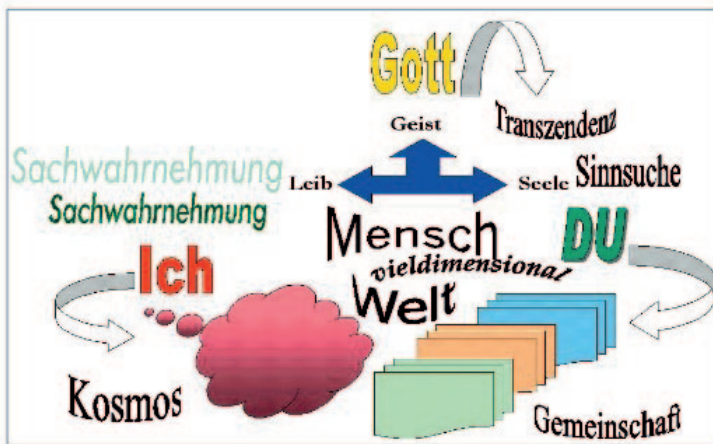 Gott
Geist
Transzendenz
Sachwahrnehmung
Leib
Seele
Sinnsuche
Sachwahrnehmung
Mensch
DU
Ich
vieldimensional
Welt
Kosmos
Gemeinschaft